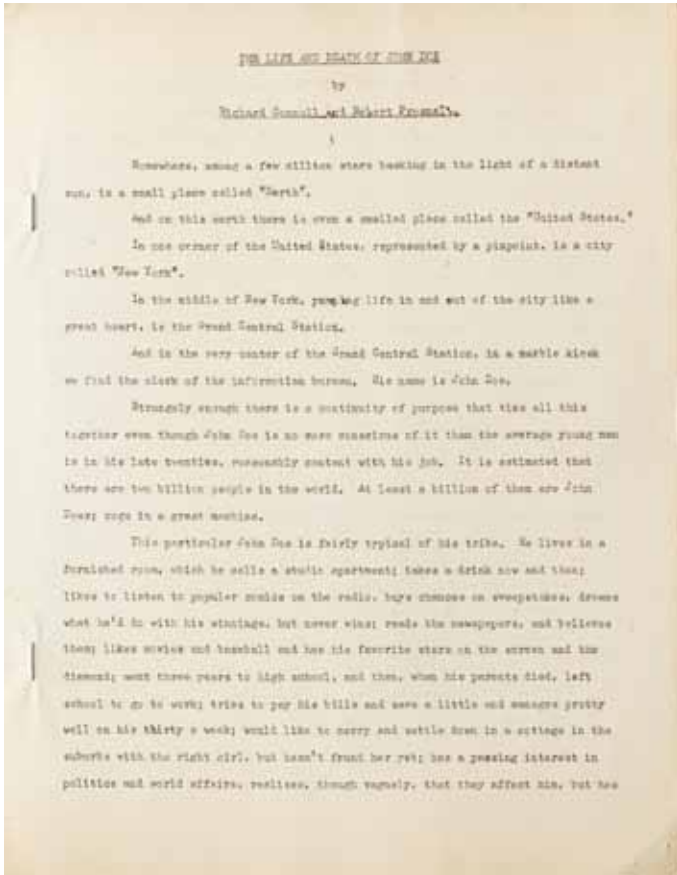 THE LIFE AND DEATH OF JOHN DOE
by
Richard Connell and Robert Presnell.
1
Somewhere, among a few million stars basking in the light of a distant
sun, is a small place called "Earth".
And on this earth there is even a smalled place called the "United States."
In one corner of the United States, represented by a pinpoint, is a city
called "New York".
In the middle of New York, pumping life in and out of the city like a
great heart, is the Grand Central Station.
And in the very center of the Grand Central Station, in a marble kiosk
we find the clerk of the information bureau. His name is John Doe.
Strangely enough there is a continuity of purpose that ties all this
together even though John Doe is no more conscious of it than the average young man
is in his late twenties, reasonably content with his job. It is estimated that
there are two billion people in the world. At least a billion of them are John
Does; cogs in a great machine.
This particular John Doe is fairly typical of his tribe. He lives in a
furnished room, which he calls a studio apartment; takes a drink now and then;
likes to listen to popular comics on the radio, buys chances on sweepstakes, dreams
what he'd do with his winnings, but never wins; reads the newspapers, and believes
them; likes movies and baseball and has his favorite stars on the screen and the
diamond; went three years to high school, and then, when his parents died, left
school to go to work; tries to pay his bills and save a little and manages pretty
well on his thirty a week; would like to marry and settle down in a cottage in the
suburbs with the right girl, but hasn't found her yet; has a passing interest in
politics and world affairs, realizes, though vaguely, that they affect him, but has